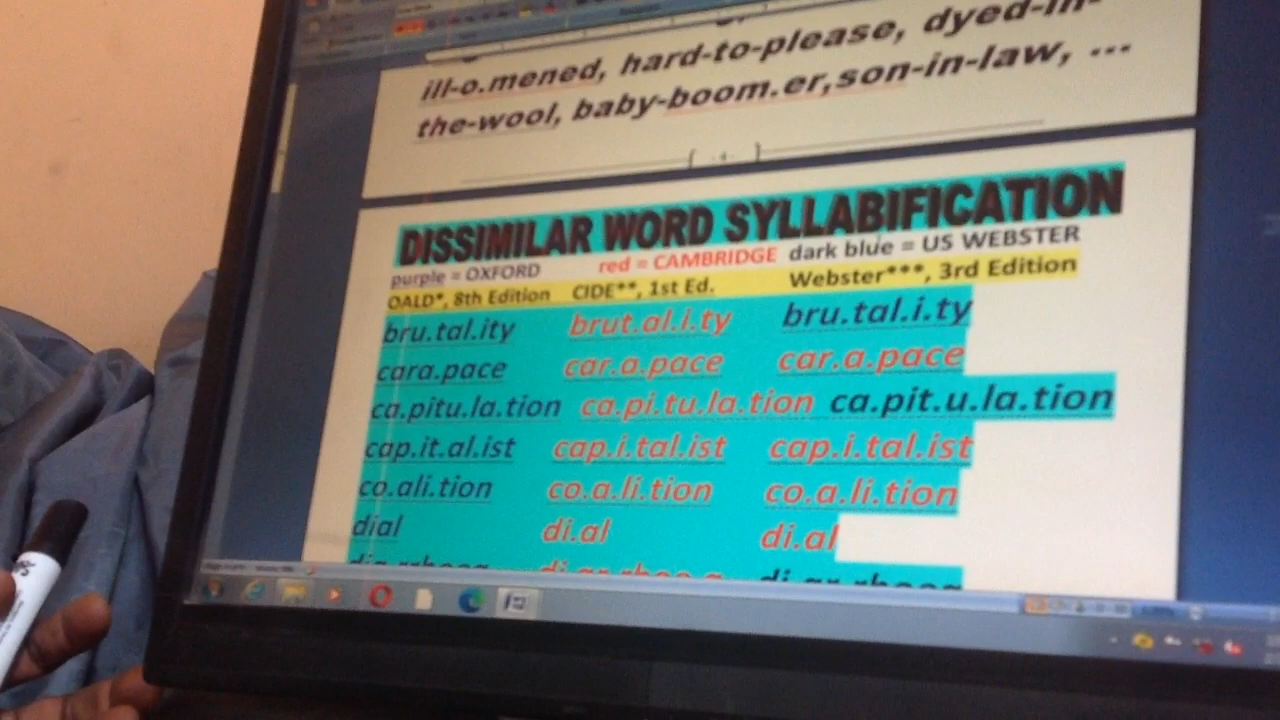 ill-o.mened, hard-to-please, dyed-in-
the-wool, baby-boom.er,son-in-law, ...
DISSIMILAR WORD SYLLABIFICATION
purple = OXFORD red = CAMBRIDGE dark blue = US WEBSTER
OALD*, 8th Edition CIDE**, 1st Ed. Webster***, 3rd Edition
bru.tal.ity brut.al.i.ty bru.tal.i.ty
cara.pace car.a.pace car.a.pace
ca.pitu.la.tion ca.pi.tu.la.tion ca.pit.u.la.tion
cap.it.al.ist cap.i.tal.ist cap.i.tal.ist
co.ali.tion co.a.li.tion co.a.li.tion
dial di.al di.al